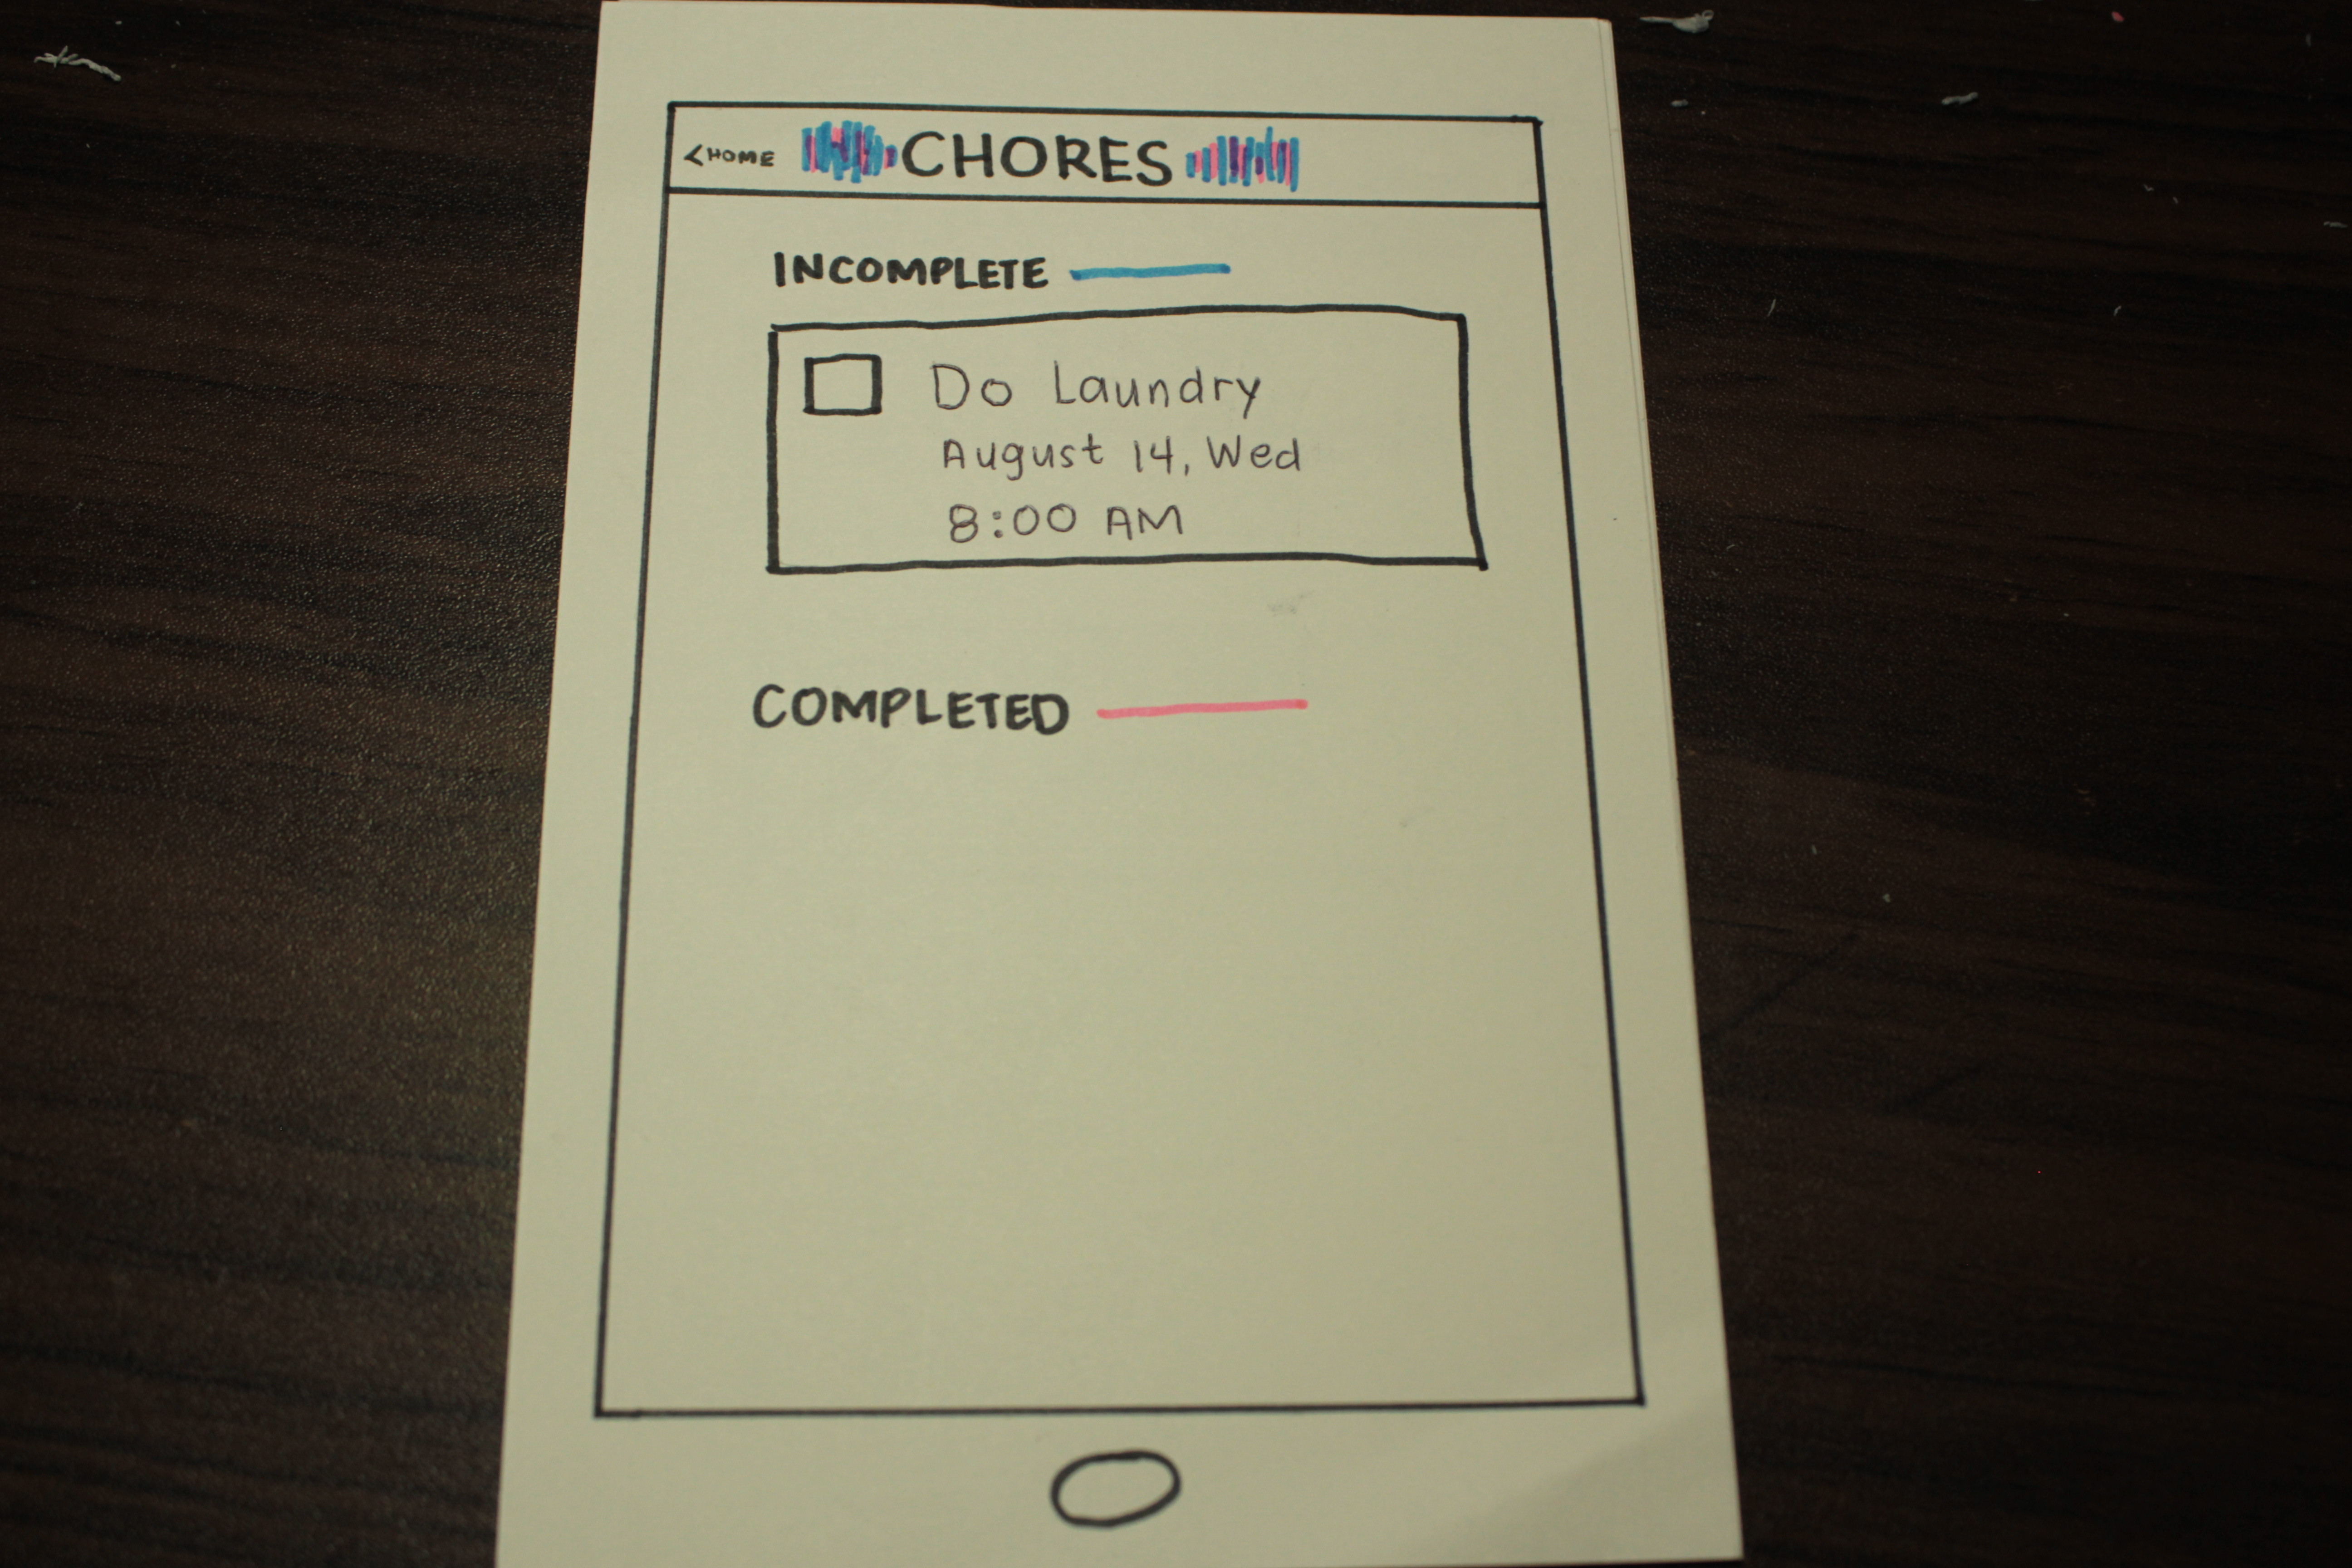 <HOME CHORES
INCOMPLETE
Do Laundry
August 14, Wed
8:00 AM
COMPLETED